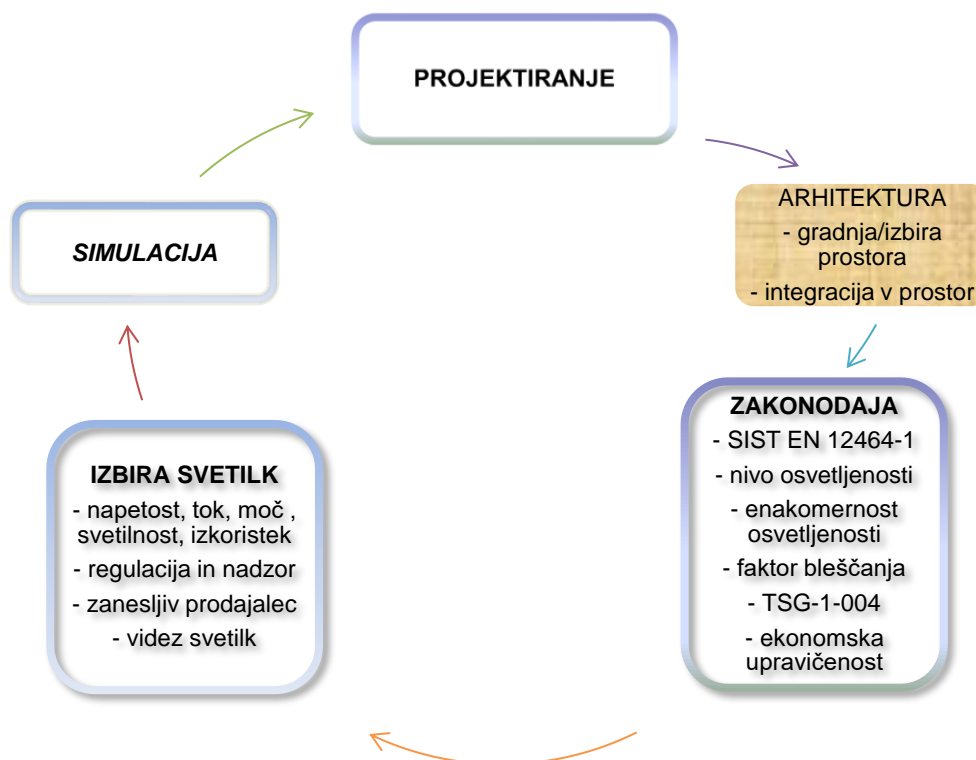 PROJEKTIRANJE
ARHITEKTURA
- gradnja/izbira
prostora
- integracija v prostor
ZAKONODAJA
- SIST EN 12464-1
- nivo osvetljenosti
- enakomernost
osvetljenosti
- faktor bleščanja
- TSG-1-004
- ekonomska
upravičenost
IZBIRA SVETILK
- napetost, tok, moč ,
svetilnost, izkoristek
- regulacija in nadzor
- zanesljiv prodajalec
- videz svetilk
SIMULACIJA